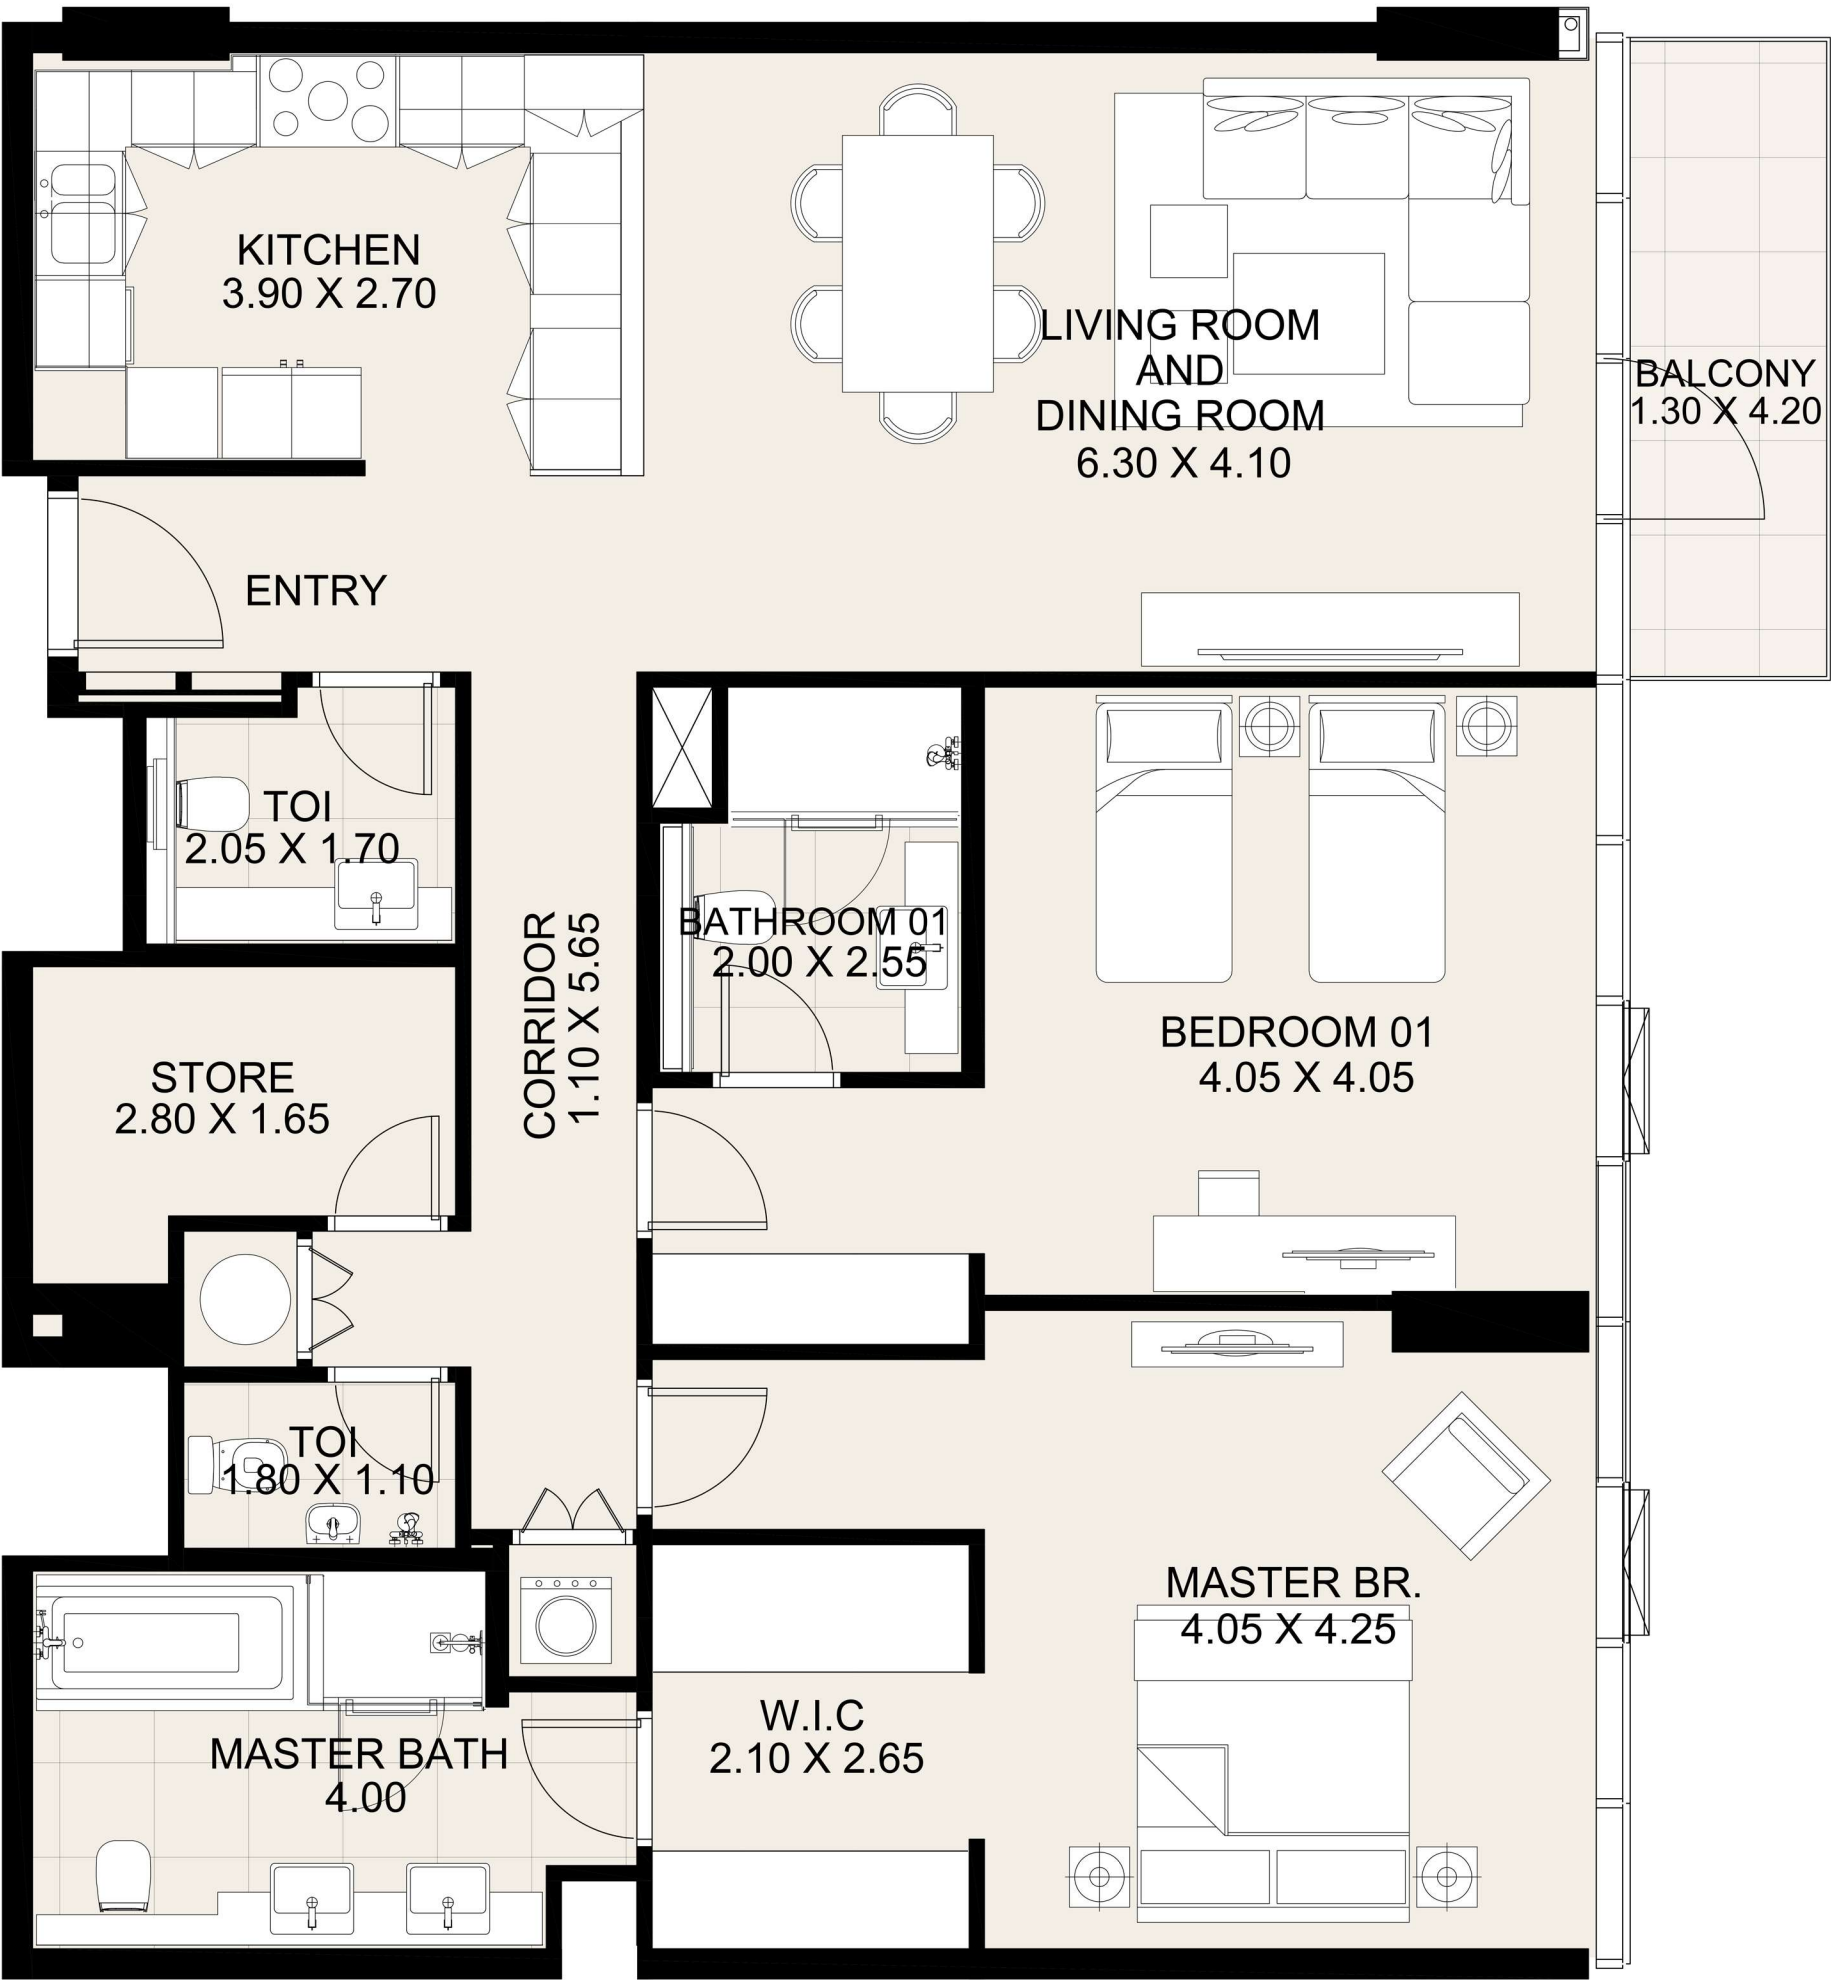 KITCHEN
3.90 X 2.70
LIVING ROOM
AND
DINING ROOM
6.30 X 4.10
BALCONY
1.30 X 4.20
ENTRY
TOI
2.05 X 1.70
CORRIDOR
1.10 X 5.65
BATHROOM 01
2.00 X 2.55
BEDROOM 01
4.05 X 4.05
STORE
2.80 X 1.65
TOI
1.80 X 1.10
MASTER BR.
4.05 X 4.25
W.I.C
2.10 X 2.65
MASTER BATH
4.00